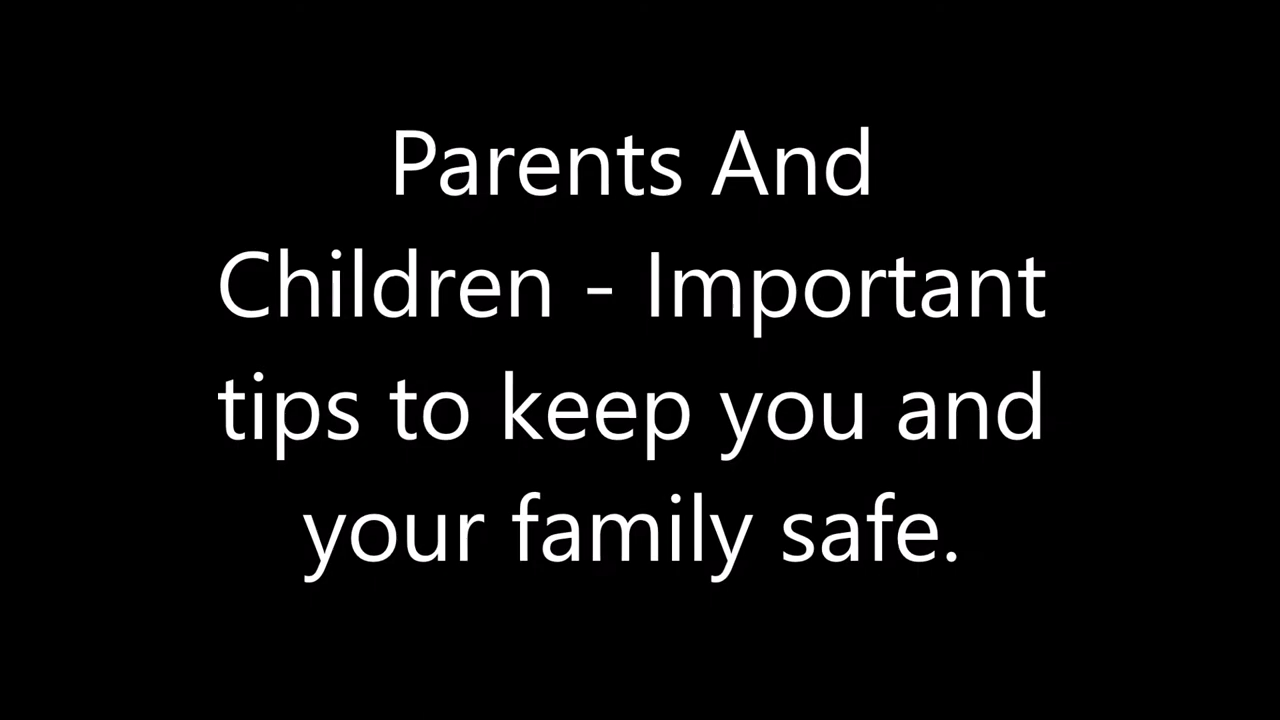 Parents And
Children - Important
tips to keep you and
your family safe.